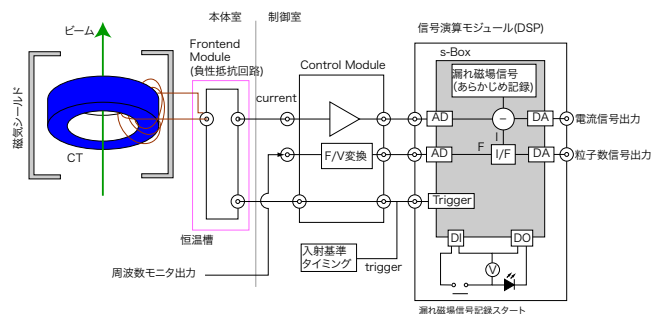 本体室
制御室
ビーム
磁気シールド
CT
Frontend
Module
(負性抵抗回路)
恒温槽
current
Control Module
F/V変換
周波数モニタ出力
入射基準
タイミング
trigger
信号演算モジュール(DSP)
s-Box
漏れ磁場信号
(あらかじめ記録)
AD
−
DA
電流信号出力
I
F
AD
I/F
DA
粒子数信号出力
Trigger
DI
DO
V
漏れ磁場信号記録スタート